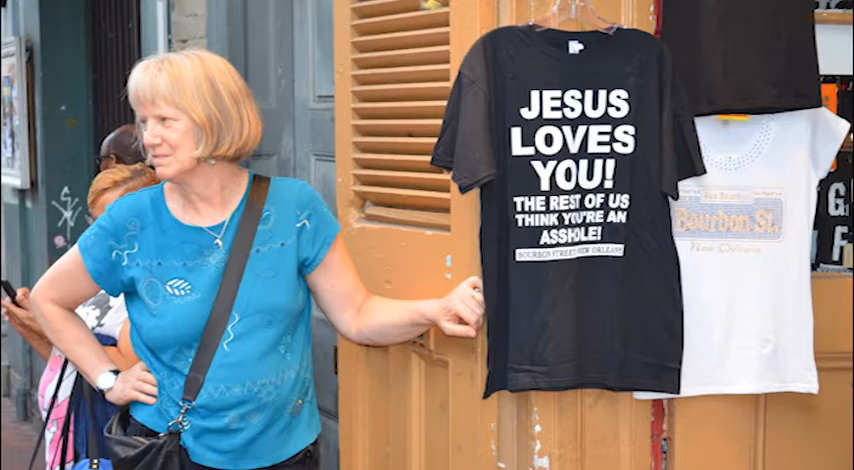 JESUS
LOVES
YOU!
THE REST OF US
THINK YOU'RE AN
ASSHOLE!
BOURBON STREET NEW ORLEANS
Bourbon St.
New Orleans
G
F